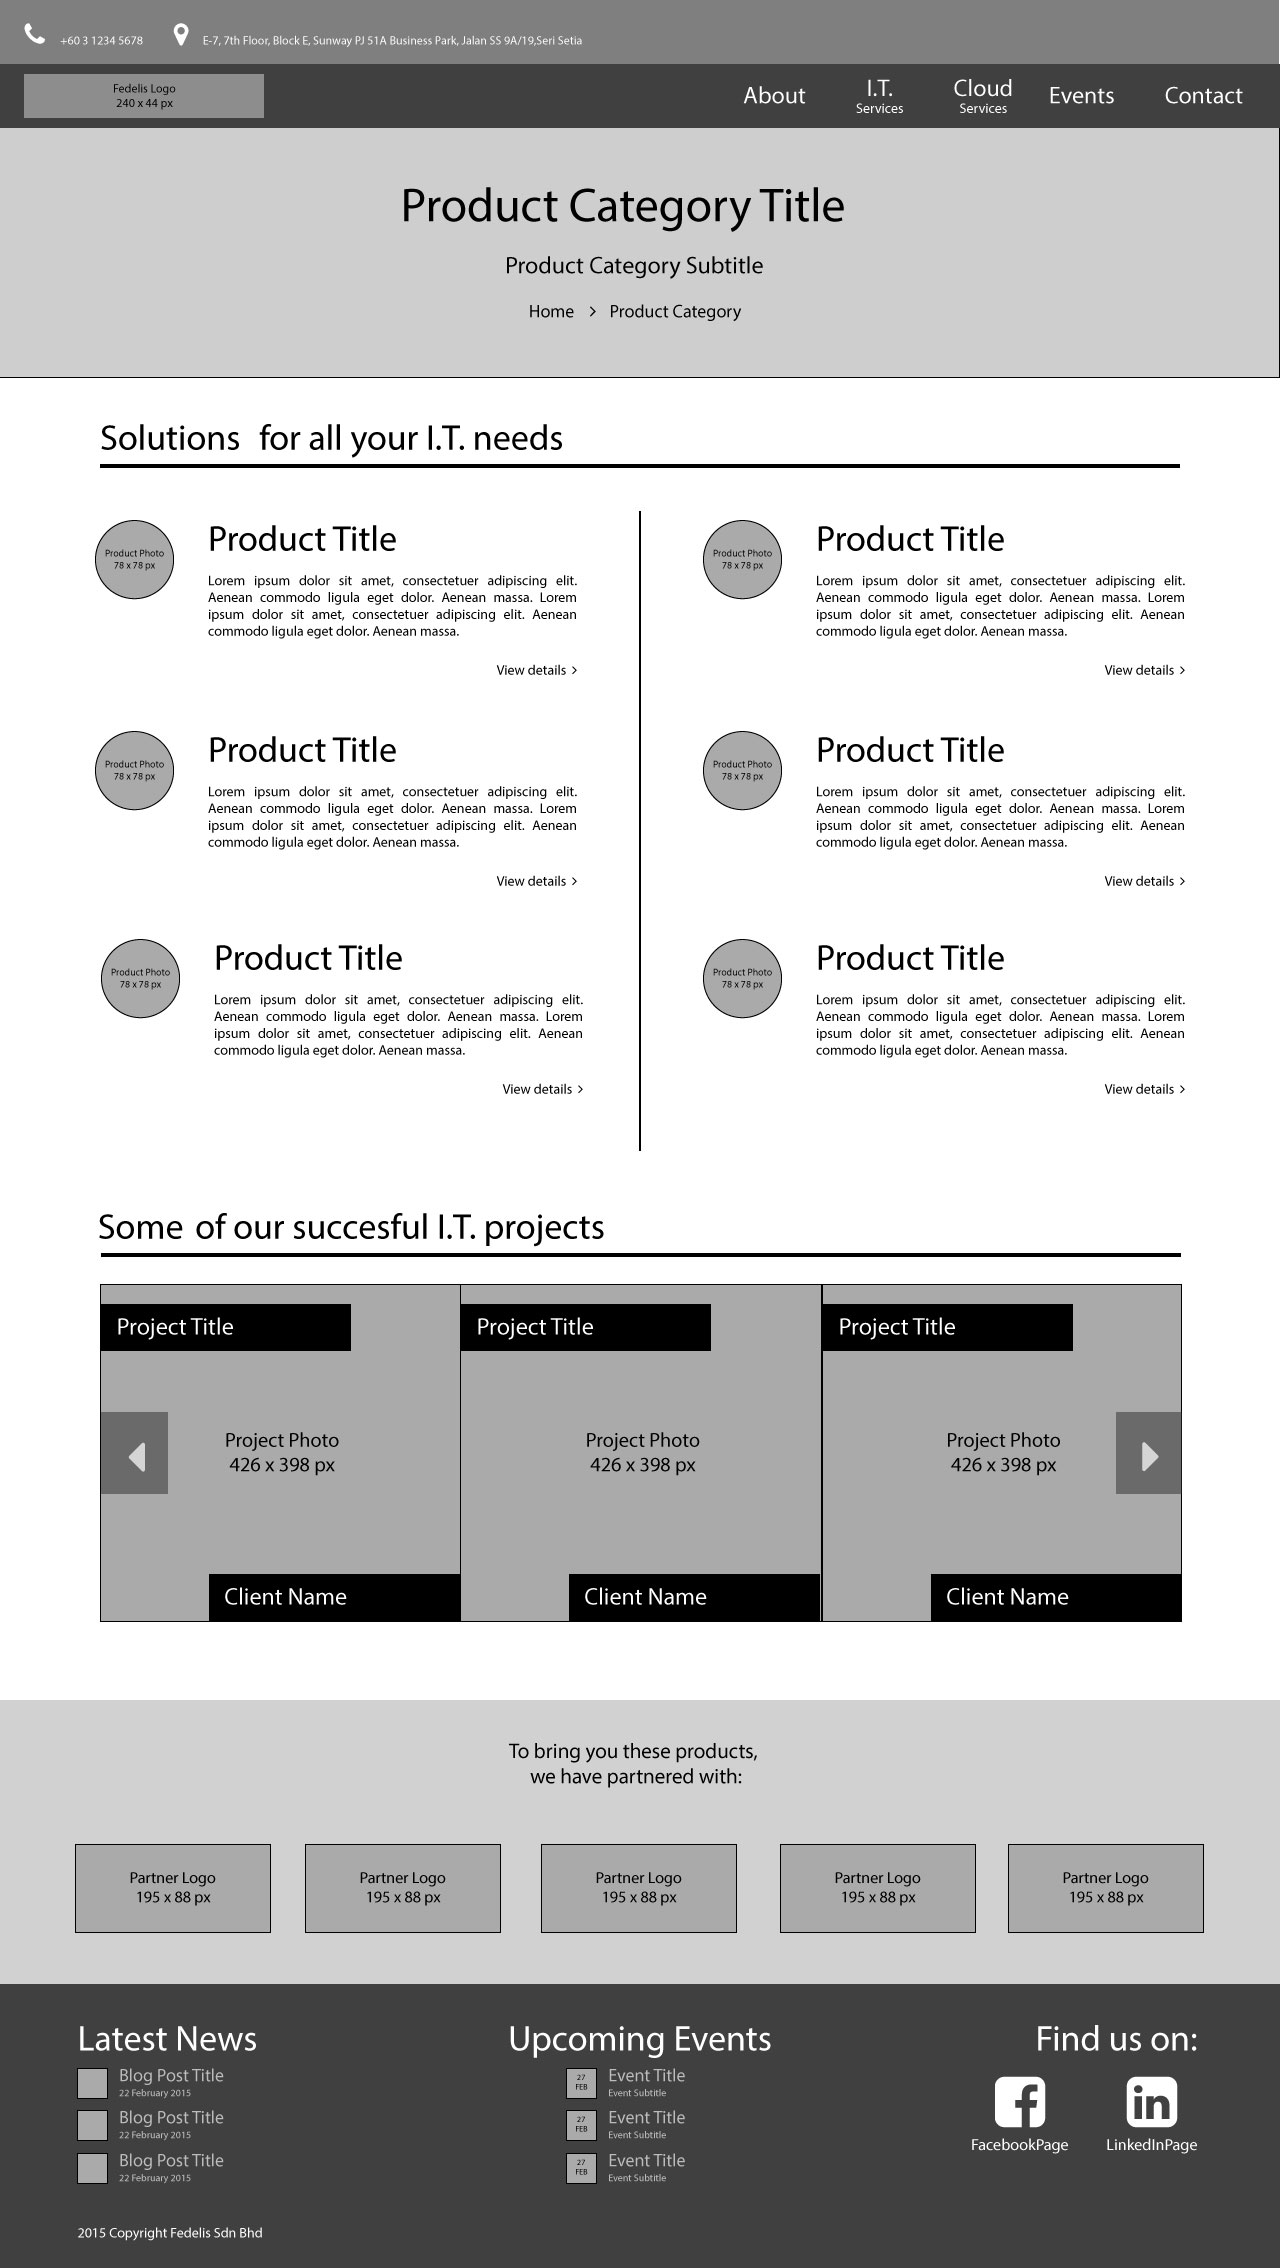 +60 3 1234 5678
E-7, 7th Floor, Block E, Sunway PJ 51A Business Park, Jalan SS 9A/19,Seri Setia
Fedelis Logo
240 x 44 px
About
I.T.
Services
Cloud
Services
Events
Contact
Product Category Title
Product Category Subtitle
Home > Product Category
Solutions for all your I.T. needs
Product Photo
78 x 78 px
Product Title
Lorem ipsum dolor sit amet, consectetuer adipiscing elit.
Aenean commodo ligula eget dolor. Aenean massa. Lorem
ipsum dolor sit amet, consectetuer adipiscing elit. Aenean
commodo ligula eget dolor. Aenean massa.
View details >
Product Photo
78 x 78 px
Product Title
Lorem ipsum dolor sit amet, consectetuer adipiscing elit.
Aenean commodo ligula eget dolor. Aenean massa. Lorem
ipsum dolor sit amet, consectetuer adipiscing elit. Aenean
commodo ligula eget dolor. Aenean massa.
View details >
Product Photo
78 x 78 px
Product Title
Lorem ipsum dolor sit amet, consectetuer adipiscing elit.
Aenean commodo ligula eget dolor. Aenean massa. Lorem
ipsum dolor sit amet, consectetuer adipiscing elit. Aenean
commodo ligula eget dolor. Aenean massa.
View details >
Product Photo
78 x 78 px
Product Title
Lorem ipsum dolor sit amet, consectetuer adipiscing elit.
Aenean commodo ligula eget dolor. Aenean massa. Lorem
ipsum dolor sit amet, consectetuer adipiscing elit. Aenean
commodo ligula eget dolor. Aenean massa.
View details >
Product Photo
78 x 78 px
Product Title
Lorem ipsum dolor sit amet, consectetuer adipiscing elit.
Aenean commodo ligula eget dolor. Aenean massa. Lorem
ipsum dolor sit amet, consectetuer adipiscing elit. Aenean
commodo ligula eget dolor. Aenean massa.
View details >
Product Photo
78 x 78 px
Product Title
Lorem ipsum dolor sit amet, consectetuer adipiscing elit.
Aenean commodo ligula eget dolor. Aenean massa. Lorem
ipsum dolor sit amet, consectetuer adipiscing elit. Aenean
commodo ligula eget dolor. Aenean massa.
View details >
Some of our succesful I.T. projects
Project Title
Project Photo
426 x 398 px
Client Name
Project Title
Project Photo
426 x 398 px
Client Name
Project Title
Project Photo
426 x 398 px
Client Name
To bring you these products,
we have partnered with:
Partner Logo
195 x 88 px
Partner Logo
195 x 88 px
Partner Logo
195 x 88 px
Partner Logo
195 x 88 px
Partner Logo
195 x 88 px
Latest News
Blog Post Title
22 February 2015
Blog Post Title
22 February 2015
Blog Post Title
22 February 2015
Upcoming Events
27
FEB
Event Title
Event Subtitle
27
FEB
Event Title
Event Subtitle
27
FEB
Event Title
Event Subtitle
Find us on:
in
FacebookPage
LinkedInPage
2015 Copyright Fedelis Sdn Bhd